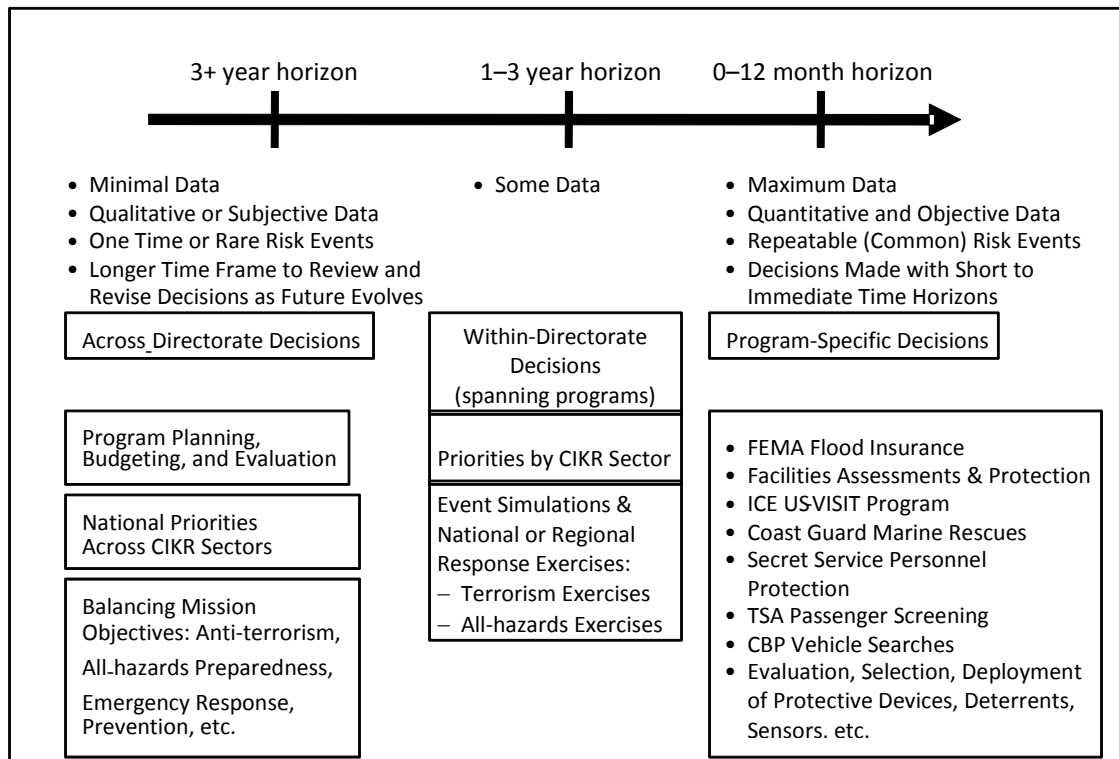 3+ year horizon
1–3 year horizon
0–12 month horizon
• Minimal Data
• Qualitative or Subjective Data
• One Time or Rare Risk Events
• Longer Time Frame to Review and
Revise Decisions as Future Evolves
• Some Data
• Maximum Data
• Quantitative and Objective Data
• Repeatable (Common) Risk Events
• Decisions Made with Short to
Immediate Time Horizons
Across_Directorate Decisions
Within-Directorate
Decisions
(spanning programs)
Program-Specific Decisions
Program Planning,
Budgeting, and Evaluation
National Priorities
Across CIKR Sectors
Balancing Mission
Objectives: Anti-terrorism,
All-hazards Preparedness,
Emergency Response,
Prevention, etc.
Priorities by CIKR Sector
Event Simulations &
National or Regional
Response Exercises:
– Terrorism Exercises
– All-hazards Exercises
• FEMA Flood Insurance
• Facilities Assessments & Protection
• ICE US-VISIT Program
• Coast Guard Marine Rescues
• Secret Service Personnel
Protection
• TSA Passenger Screening
• CBP Vehicle Searches
• Evaluation, Selection, Deployment
of Protective Devices, Deterrents,
Sensors. etc.